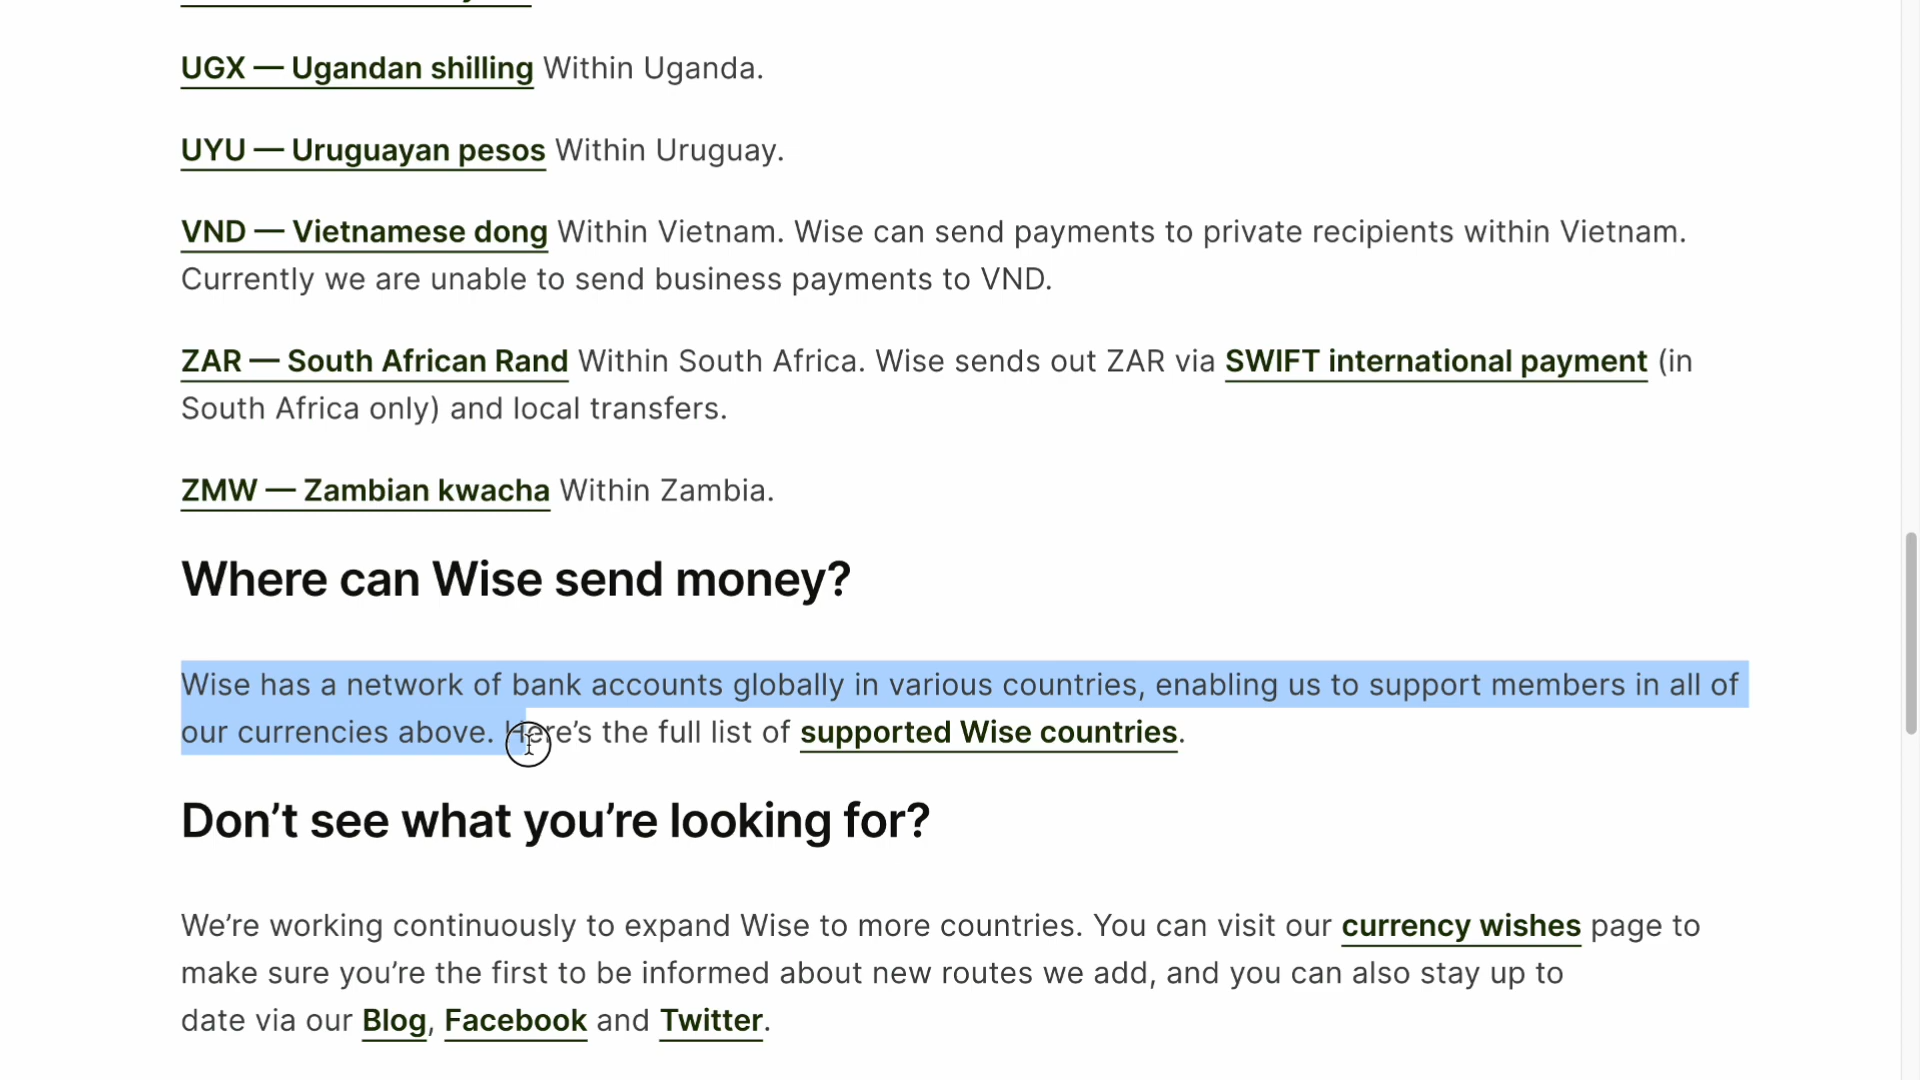 UGX — Ugandan shilling Within Uganda.
UYU — Uruguayan pesos Within Uruguay.
VND — Vietnamese dong Within Vietnam. Wise can send payments to private recipients within Vietnam.
Currently we are unable to send business payments to VND.
ZAR — South African Rand Within South Africa. Wise sends out ZAR via SWIFT international payment (in
South Africa only) and local transfers.
ZMW — Zambian kwacha Within Zambia.
Where can Wise send money?
Wise has a network of bank accounts globally in various countries, enabling us to support members in all of
our currencies above. Here’s the full list of supported Wise countries.
Don’t see what you’re looking for?
We’re working continuously to expand Wise to more countries. You can visit our currency wishes page to
make sure you’re the first to be informed about new routes we add, and you can also stay up to
date via our Blog, Facebook and Twitter.